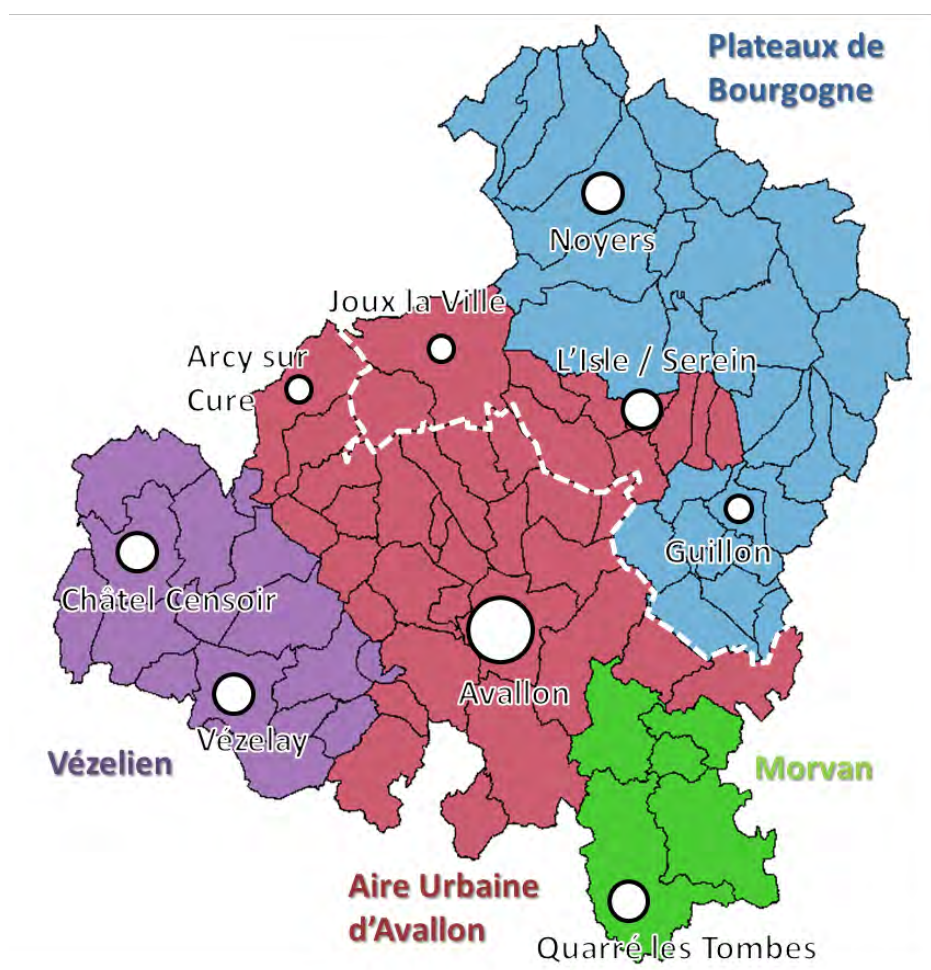 Plateaux de
Bourgogne
Noyers
Joux la Ville
Arcy sur
Cure
L'Isle / Serein
Guillon
Châtel Censoir
Avallon
Vézelay
Vézelien
Morvan
Aire Urbaine
d'Avallon
Quarré les Tombes